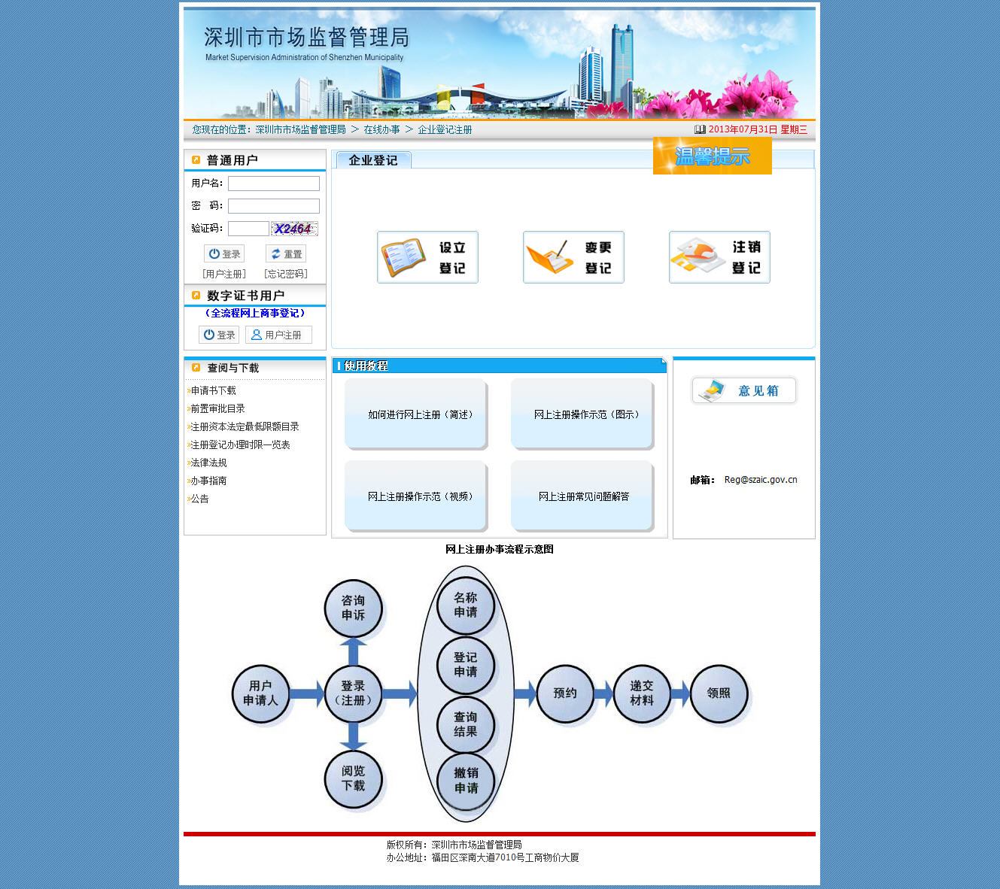 深圳市市场监督管理局
Market Supervision Administration of Shenzhen Municipality
您现在的位置：深圳市市场监督管理局 > 在线办事 > 企业登记注册
2013年07月31日 星期三
普通用户
用户名：
密 码：
验证码：
X2464
登录 重置
[用户注册] [忘记密码]
数字证书用户
（全流程网上商事登记）
登录 用户注册
企业登记
温馨提示
设立
登记
变更
登记
注销
登记
查阅与下载
»申请书下载
»前置审批目录
»注册资本法定最低限额目录
»注册登记办理时限一览表
»法律法规
»办事指南
»公告
使用教程
如何进行网上注册（简述）
网上注册操作示范（图示）
网上注册操作示范（视频）
网上注册常见问题解答
意见箱
邮箱： Reg@szaic.gov.cn
网上注册办事流程示意图
用户
申请人
咨询
申诉
登录
（注册）
阅览
下载
名称
申请
登记
申请
查询
结果
撤销
申请
预约
递交
材料
领照
版权所有：深圳市市场监督管理局
办公地址：福田区深南大道7010号工商物价大厦